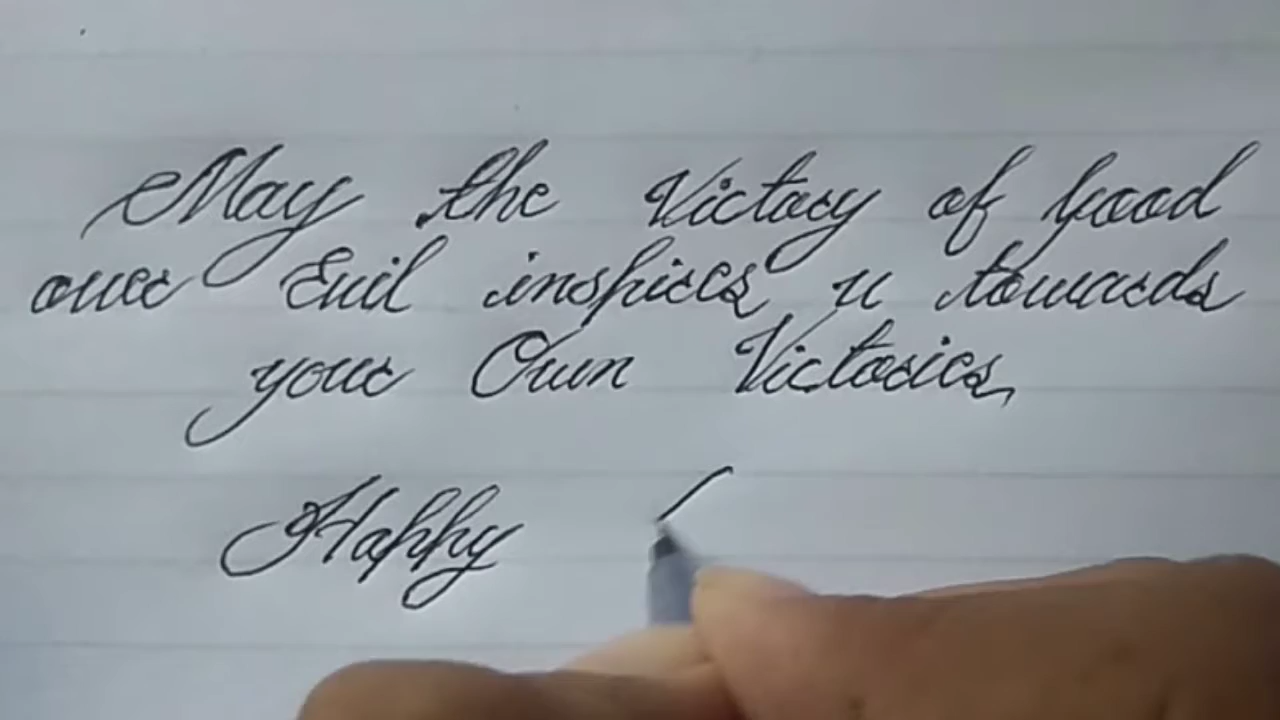 May the Victory of Good
over Evil inspires u towards
your Own Victories,
Happy